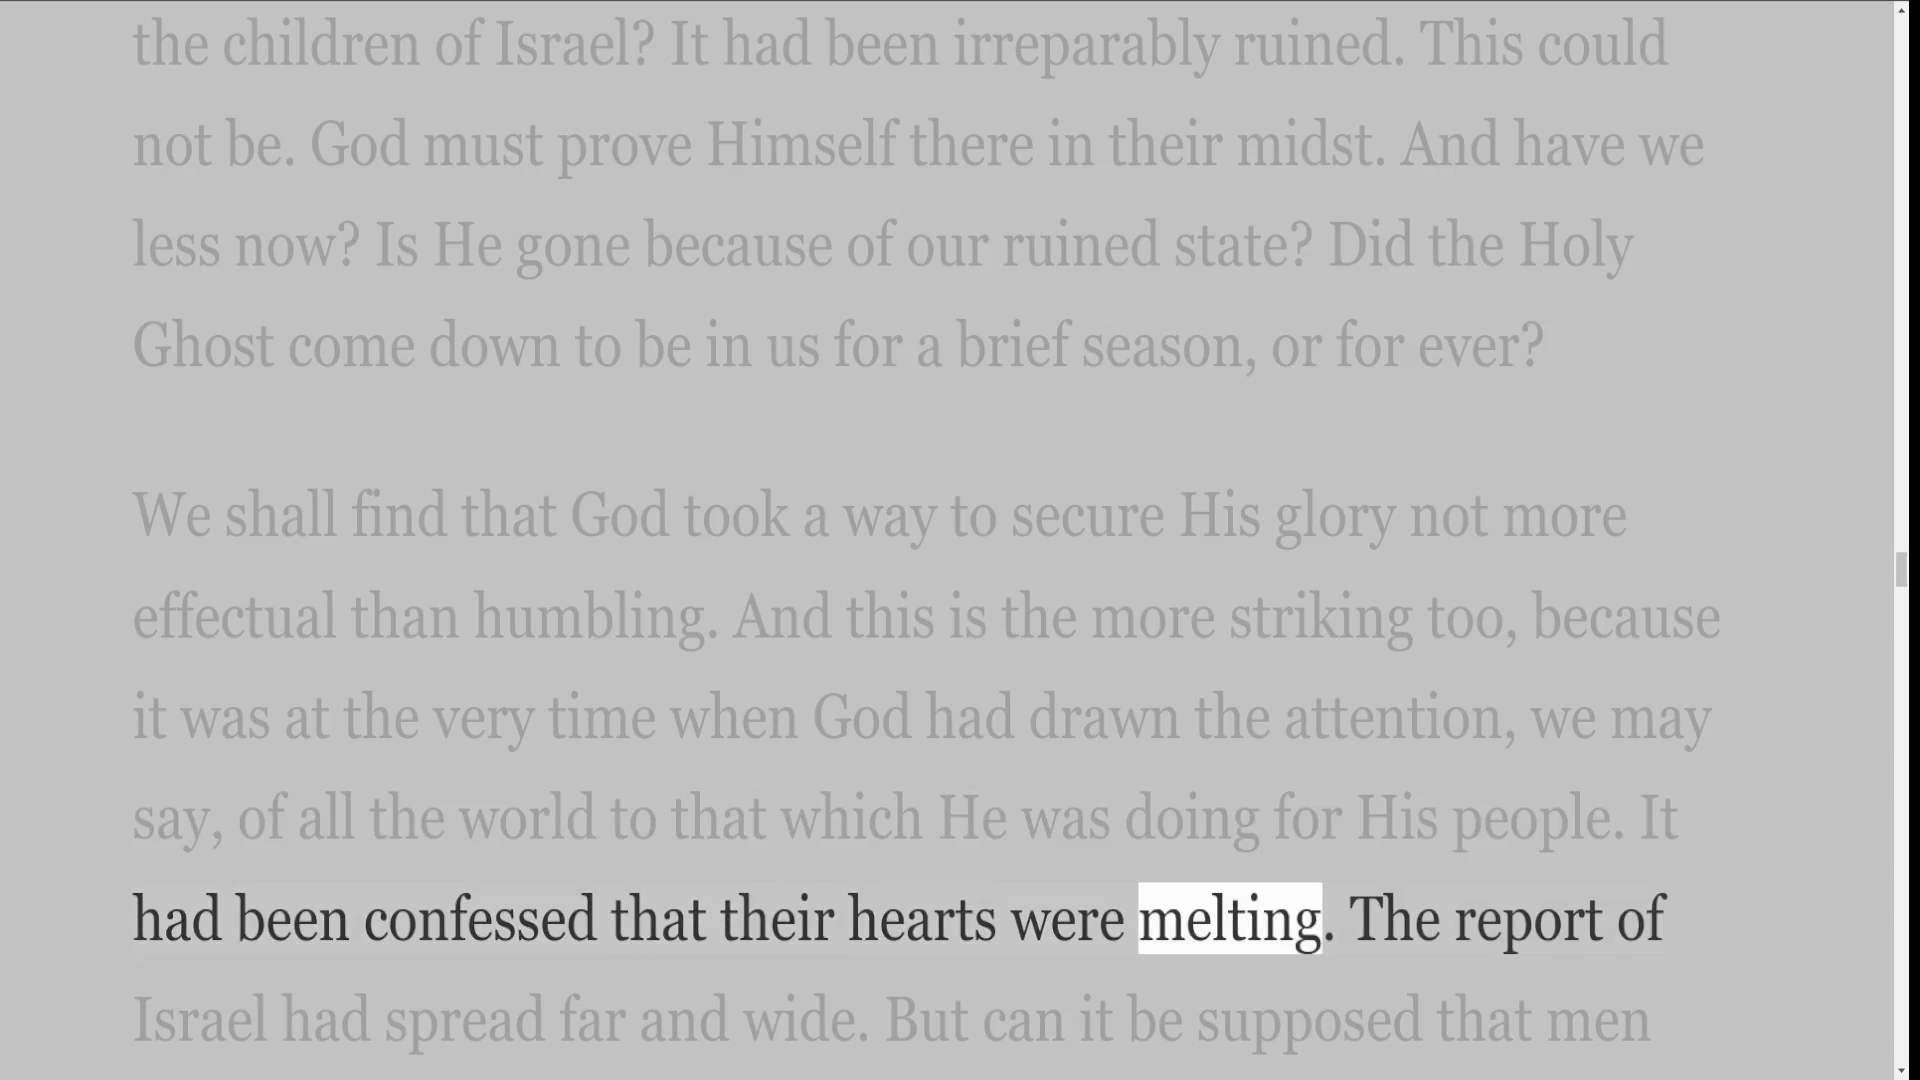 the children of Israel? It had been irreparably ruined. This could
not be. God must prove Himself there in their midst. And have we
less now? Is He gone because of our ruined state? Did the Holy
Ghost come down to be in us for a brief season, or for ever?
We shall find that God took a way to secure His glory not more
effectual than humbling. And this is the more striking too, because
it was at the very time when God had drawn the attention, we may
say, of all the world to that which He was doing for His people. It
had been confessed that their hearts were melting. The report of
Israel had spread far and wide. But can it be supposed that men